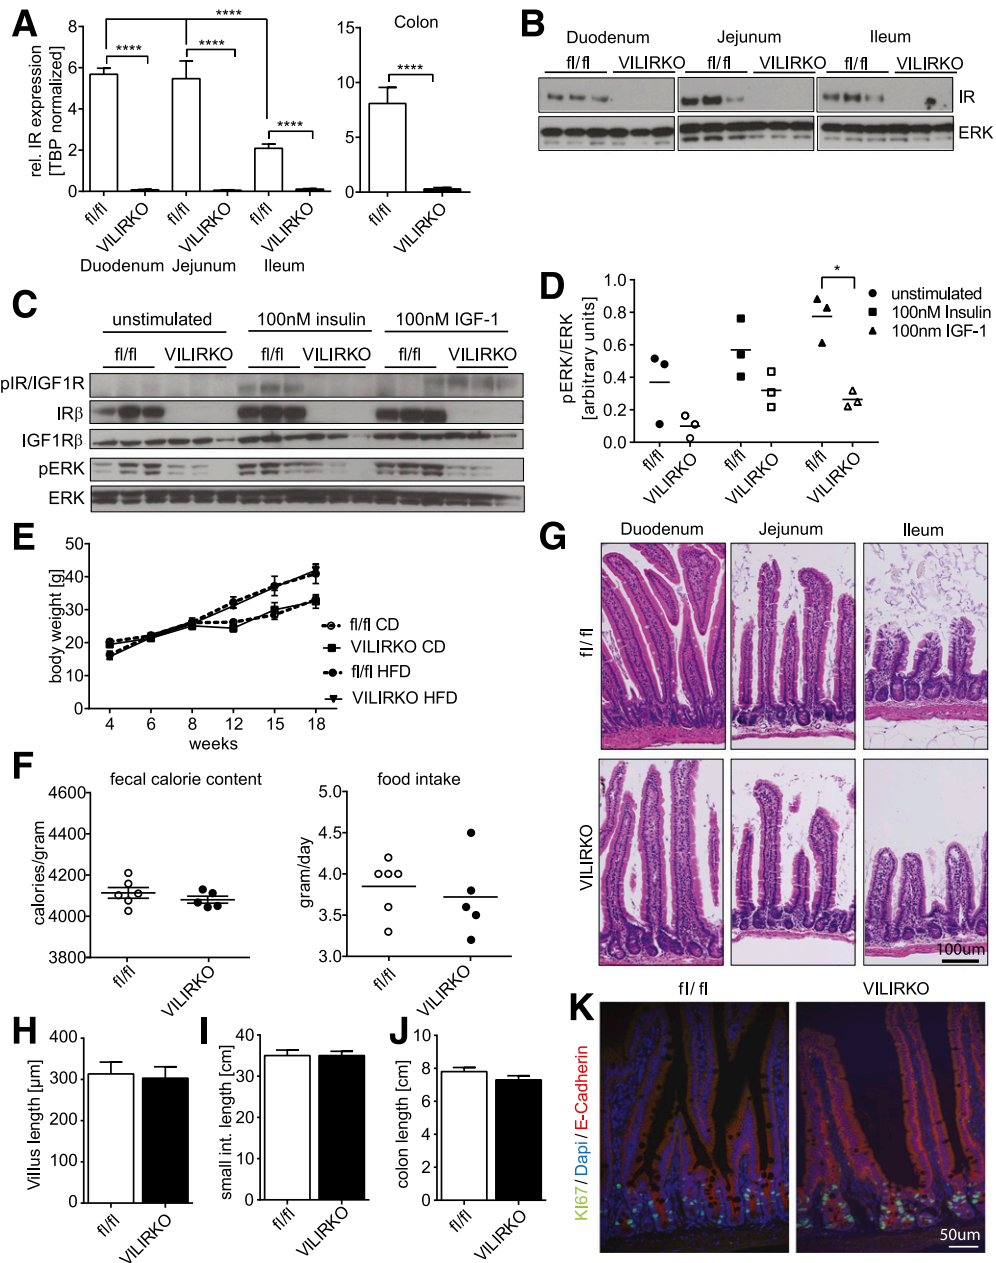 A
rel. IR expression
[TBP normalized]
8
6
4
2
0
****
****
****
fl/fl
VILIRKO
fl/fl
VILIRKO
fl/fl
VILIRKO
Duodenum Jejunum Ileum
****
Colon
15
10
5
0
****
fl/fl
VILIRKO
B
Duodenum Jejunum Ileum
fl/fl VILIRKO fl/fl VILIRKO fl/fl VILIRKO
IR
ERK
C
unstimulated 100nM insulin 100nM IGF-1
fl/fl VILIRKO fl/fl VILIRKO fl/fl VILIRKO
pIR/IGF1R
IRβ
IGF1Rβ
pERK
ERK
D
pERK/ERK
[arbitrary units]
1.0
0.8
0.6
0.4
0.2
0.0
*
fl/fl
VILIRKO
fl/fl
VILIRKO
fl/fl
VILIRKO
unstimulated
100nM Insulin
100nm IGF-1
E
body weight [g]
50
40
30
20
10
0
4 6 8 12 15 18
weeks
fl/fl CD
VILIRKO CD
fl/fl HFD
VILIRKO HFD
F
fecal calorie content
calories/gram
4600
4400
4200
4000
3800
fl/fl
VILIRKO
food intake
gram/day
5.0
4.5
4.0
3.5
3.0
fl/fl
VILIRKO
G
Duodenum Jejunum Ileum
fl/fl
VILIRKO
100um
H
Villus length [µm]
400
300
200
100
0
fl/fl
VILIRKO
I
small int. length [cm]
40
30
20
10
0
fl/fl
VILIRKO
J
colon length [cm]
10
8
6
4
2
0
fl/fl
VILIRKO
K
fl/fl VILIRKO
KI67/Dapi/E-Cadherin
50um